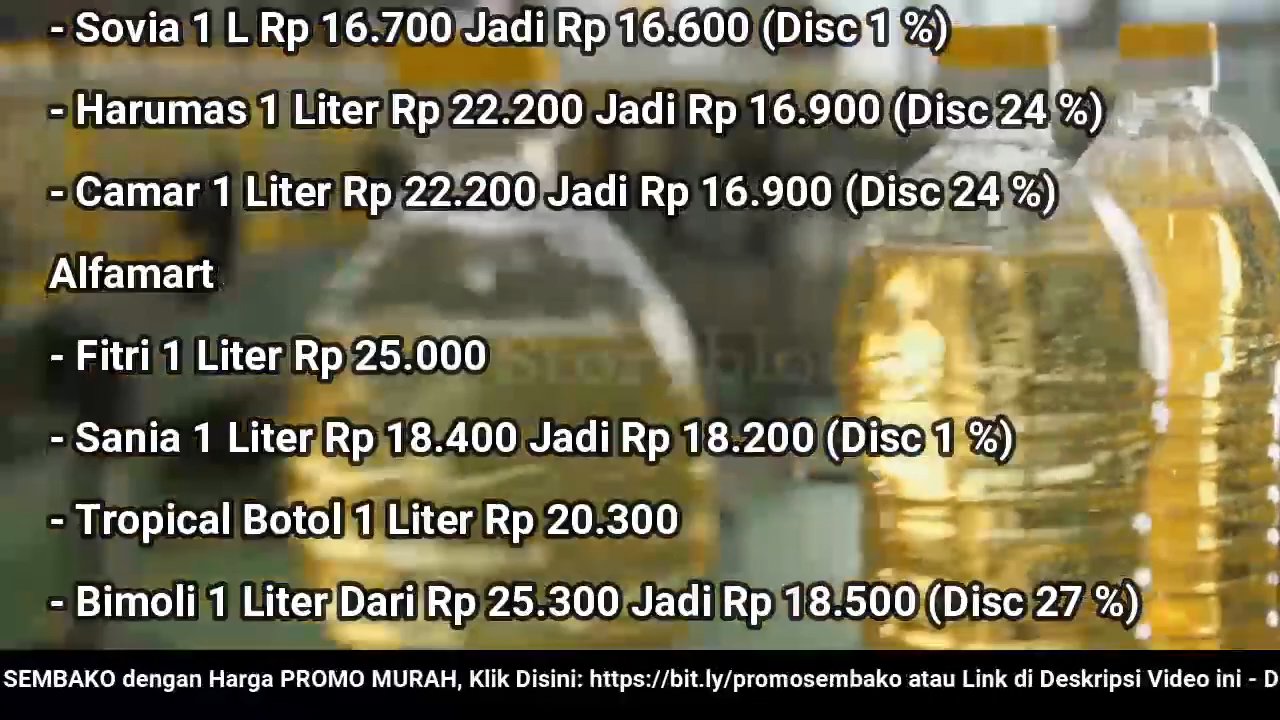 - Sovia 1 L Rp 16.700 Jadi Rp 16.600 (Disc 1 %)
- Harumas 1 Liter Rp 22.200 Jadi Rp 16.900 (Disc 24 %)
- Camar 1 Liter Rp 22.200 Jadi Rp 16.900 (Disc 24 %)
Alfamart
- Fitri 1 Liter Rp 25.000
- Sania 1 Liter Rp 18.400 Jadi Rp 18.200 (Disc 1 %)
- Tropical Botol 1 Liter Rp 20.300
- Bimoli 1 Liter Dari Rp 25.300 Jadi Rp 18.500 (Disc 27 %)
SEMBAKO dengan Harga PROMO MURAH, Klik Disini: https://bit.ly/promosembako atau Link di Deskripsi Video ini - D